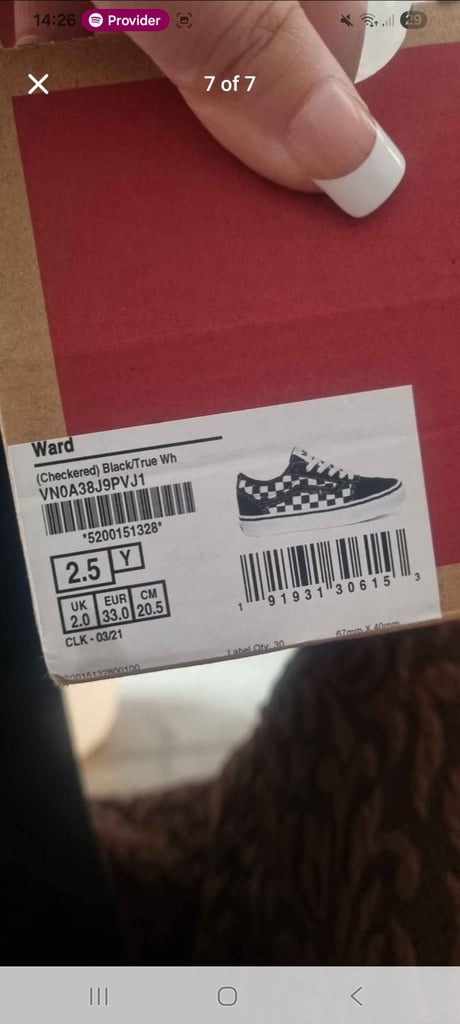 14:26 Provider 29
7 of 7
Ward
(Checkered) Black/True Wh
VN0A38J9PVJ1
*5200151328*
2.5 Y
UK 2.0 EUR 33.0 CM 20.5
CLK - 03/21
1 91931 30615 3
Label Qty. 30
67mm X 40mm